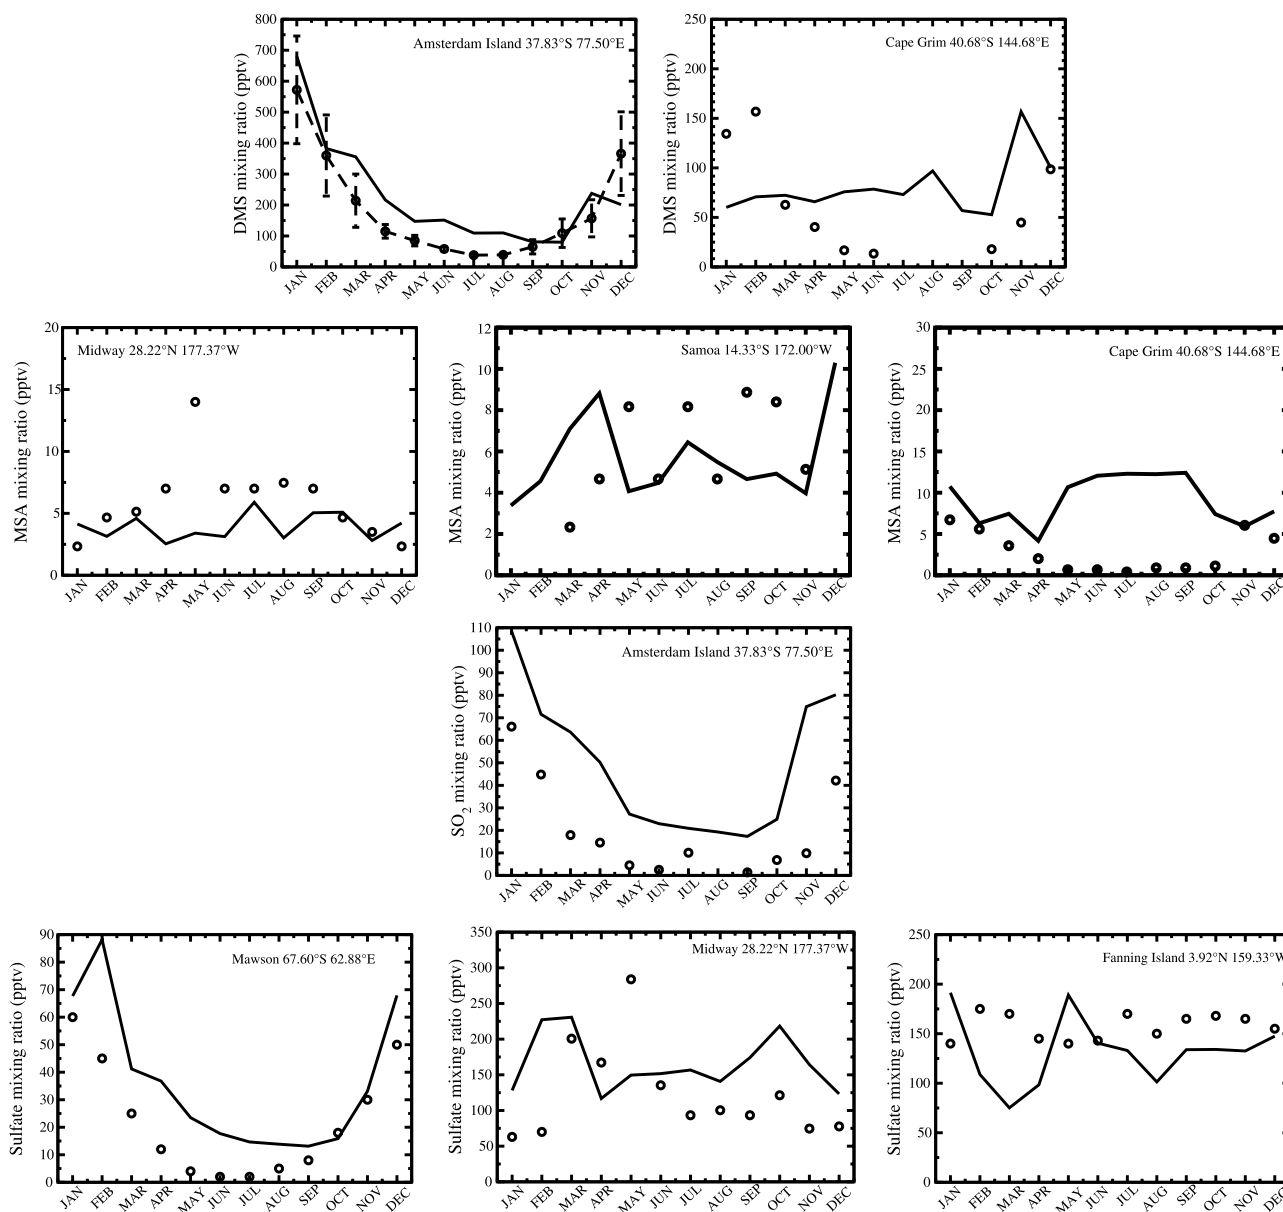 DMS mixing ratio (pptv)
800
700
600
500
400
300
200
100
0
Amsterdam Island 37.83°S 77.50°E
JAN FEB MAR APR MAY JUN JUL AUG SEP OCT NOV DEC
DMS mixing ratio (pptv)
250
200
150
100
50
0
Cape Grim 40.68°S 144.68°E
JAN FEB MAR APR MAY JUN JUL AUG SEP OCT NOV DEC
MSA mixing ratio (pptv)
20
15
10
5
0
Midway 28.22°N 177.37°W
JAN FEB MAR APR MAY JUN JUL AUG SEP OCT NOV DEC
MSA mixing ratio (pptv)
12
10
8
6
4
2
0
Samoa 14.33°S 172.00°W
JAN FEB MAR APR MAY JUN JUL AUG SEP OCT NOV DEC
MSA mixing ratio (pptv)
30
25
20
15
10
5
0
Cape Grim 40.68°S 144.68°E
JAN FEB MAR APR MAY JUN JUL AUG SEP OCT NOV DEC
SO2 mixing ratio (pptv)
110
100
90
80
70
60
50
40
30
20
10
0
Amsterdam Island 37.83°S 77.50°E
JAN FEB MAR APR MAY JUN JUL AUG SEP OCT NOV DEC
Sulfate mixing ratio (pptv)
90
80
70
60
50
40
30
20
10
0
Mawson 67.60°S 62.88°E
JAN FEB MAR APR MAY JUN JUL AUG SEP OCT NOV DEC
Sulfate mixing ratio (pptv)
350
300
250
200
150
100
50
0
Midway 28.22°N 177.37°W
JAN FEB MAR APR MAY JUN JUL AUG SEP OCT NOV DEC
Sulfate mixing ratio (pptv)
250
200
150
100
50
0
Fanning Island 3.92°N 159.33°W
JAN FEB MAR APR MAY JUN JUL AUG SEP OCT NOV DEC